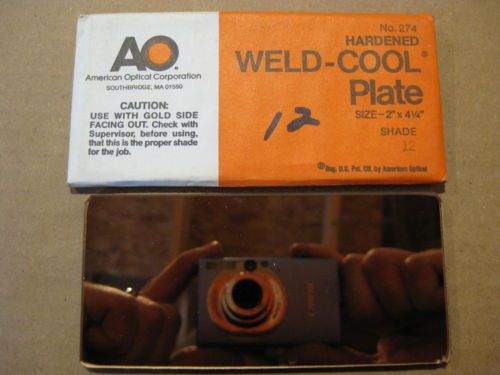 AO®
American Optical Corporation
SOUTHBRIDGE, MA 01550
CAUTION:
USE WITH GOLD SIDE
FACING OUT. Check with
Supervisor, before using,
that this is the proper shade
for the job.
No. 274
HARDENED
WELD-COOL®
Plate
SIZE-2" x 4¼"
SHADE
12
12
® Reg. U.S. Pat. Off. by American Optical